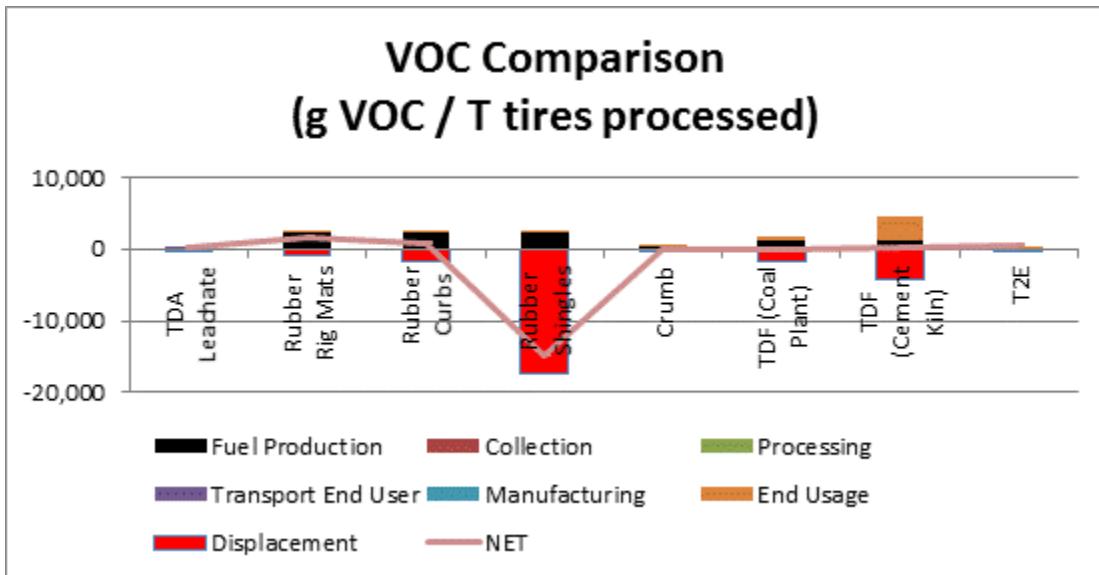 VOC Comparison
(g VOC / T tires processed)
10,000
0
-10,000
-20,000
TDA
Leachate
Rubber
Rig Mats
Rubber
Curbs
Rubber
Shingles
Crumb
TDF (Coal
Plant)
TDF
(Cement
Kiln)
T2E
Fuel Production
Collection
Processing
Transport End User
Manufacturing
End Usage
Displacement
NET